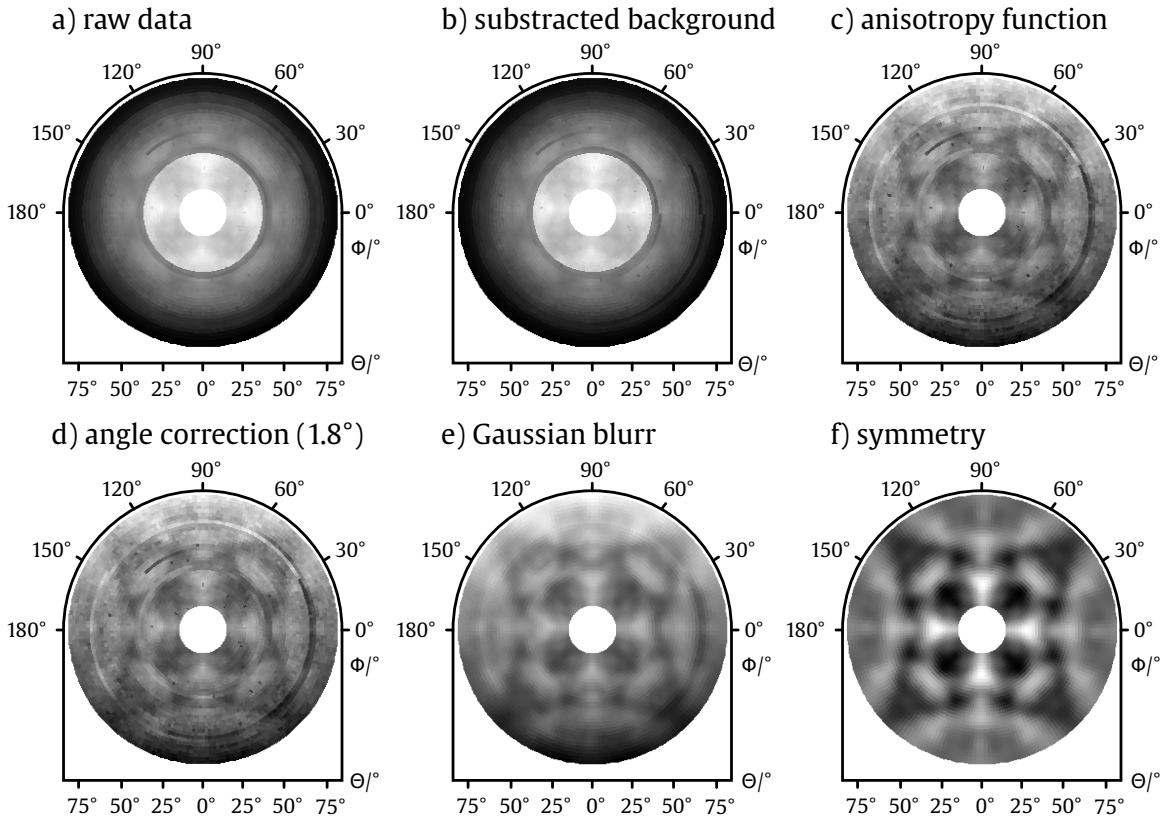 a) raw data
90°
120°
60°
150°
30°
180°
0°
Φ/°
Θ/°
75° 50° 25° 0° 25° 50° 75°
b) substracted background
90°
120°
60°
150°
30°
180°
0°
Φ/°
Θ/°
75° 50° 25° 0° 25° 50° 75°
c) anisotropy function
90°
120°
60°
150°
30°
180°
0°
Φ/°
Θ/°
75° 50° 25° 0° 25° 50° 75°
d) angle correction (1.8°)
90°
120°
60°
150°
30°
180°
0°
Φ/°
Θ/°
75° 50° 25° 0° 25° 50° 75°
e) Gaussian blurr
90°
120°
60°
150°
30°
180°
0°
Φ/°
Θ/°
75° 50° 25° 0° 25° 50° 75°
f) symmetry
90°
120°
60°
150°
30°
180°
0°
Φ/°
Θ/°
75° 50° 25° 0° 25° 50° 75°